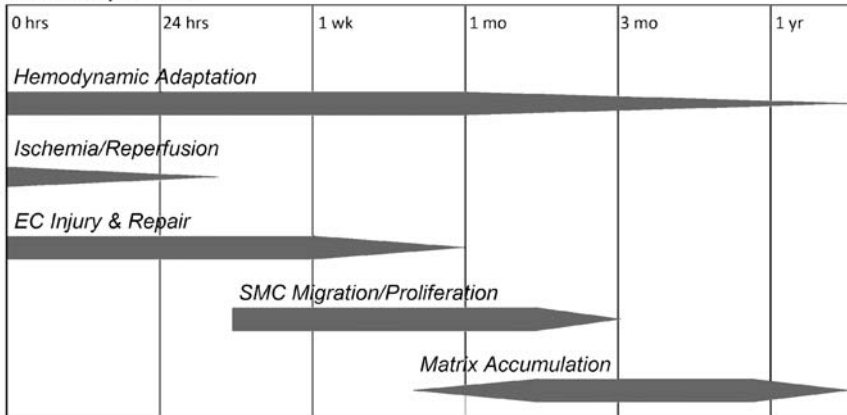 0 hrs 24 hrs 1 wk 1 mo 3 mo 1 yr
Hemodynamic Adaptation
Ischemia/Reperfusion
EC Injury & Repair
SMC Migration/Proliferation
Matrix Accumulation